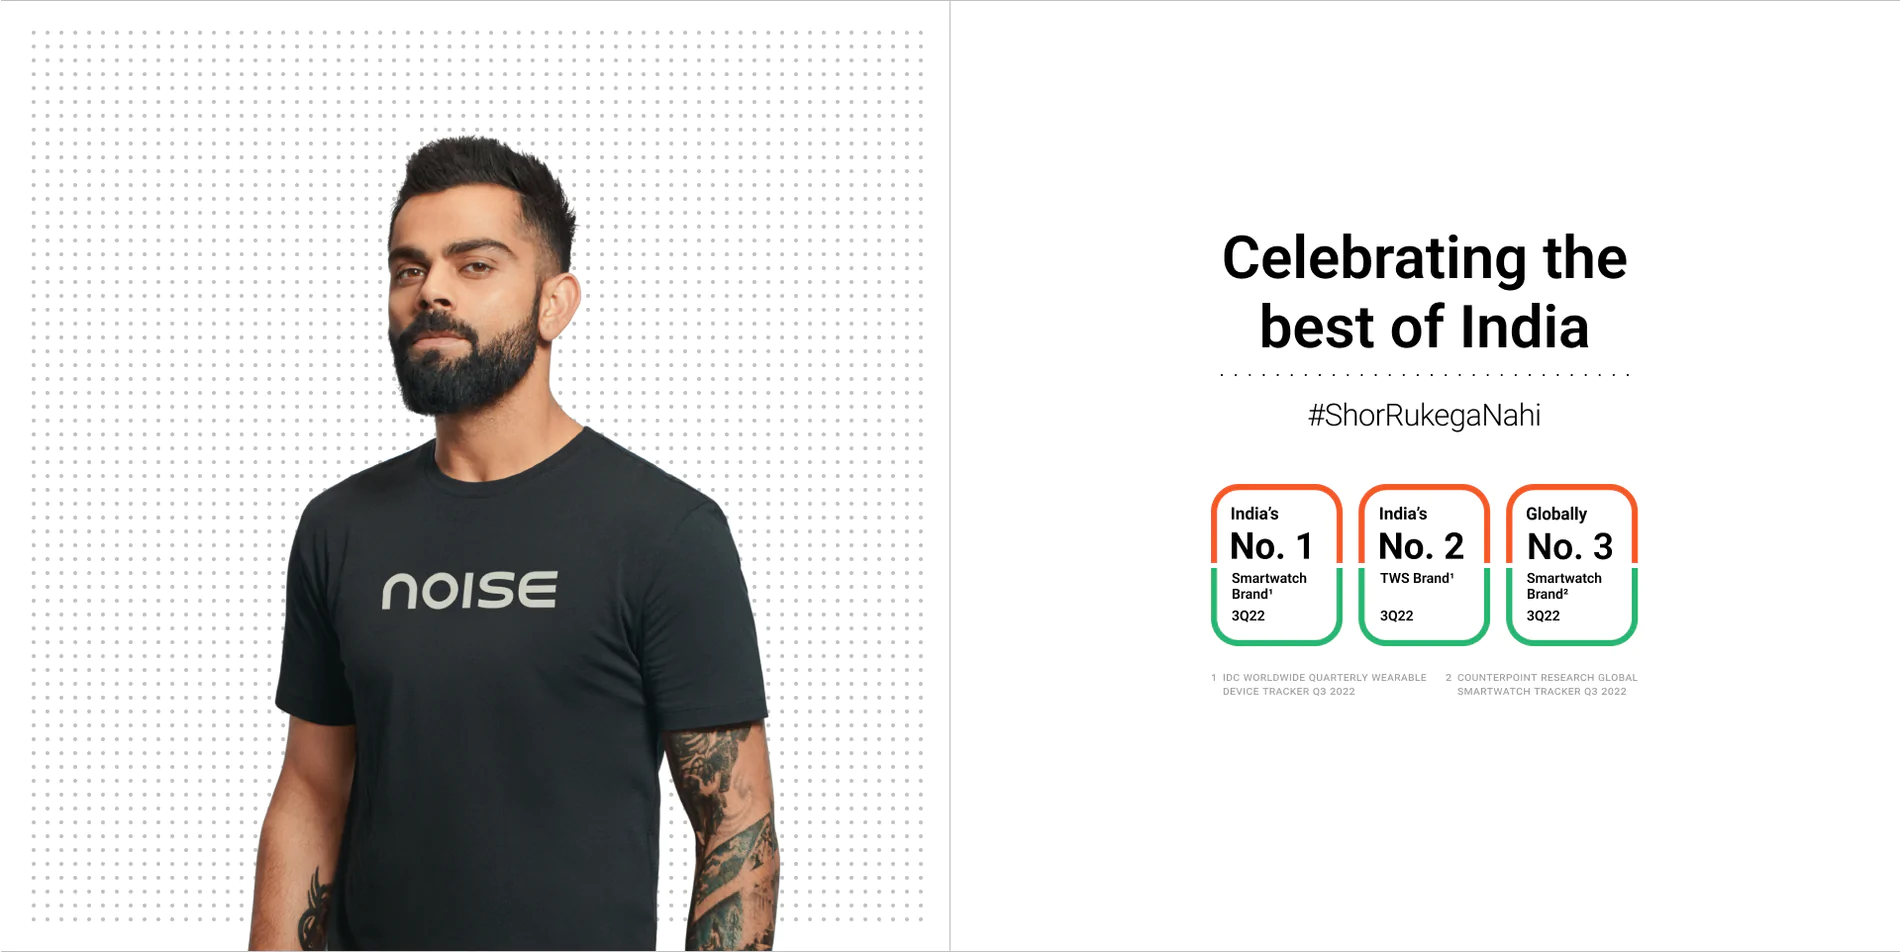 NOISE
Celebrating the
best of India
#ShorRukegaNahi
India's
No. 1
Smartwatch
Brand¹
3Q22
India's
No. 2
TWS Brand¹
3Q22
Globally
No. 3
Smartwatch
Brand²
3Q22
1 IDC WORLDWIDE QUARTERLY WEARABLE
DEVICE TRACKER Q3 2022
2 COUNTERPOINT RESEARCH GLOBAL
SMARTWATCH TRACKER Q3 2022